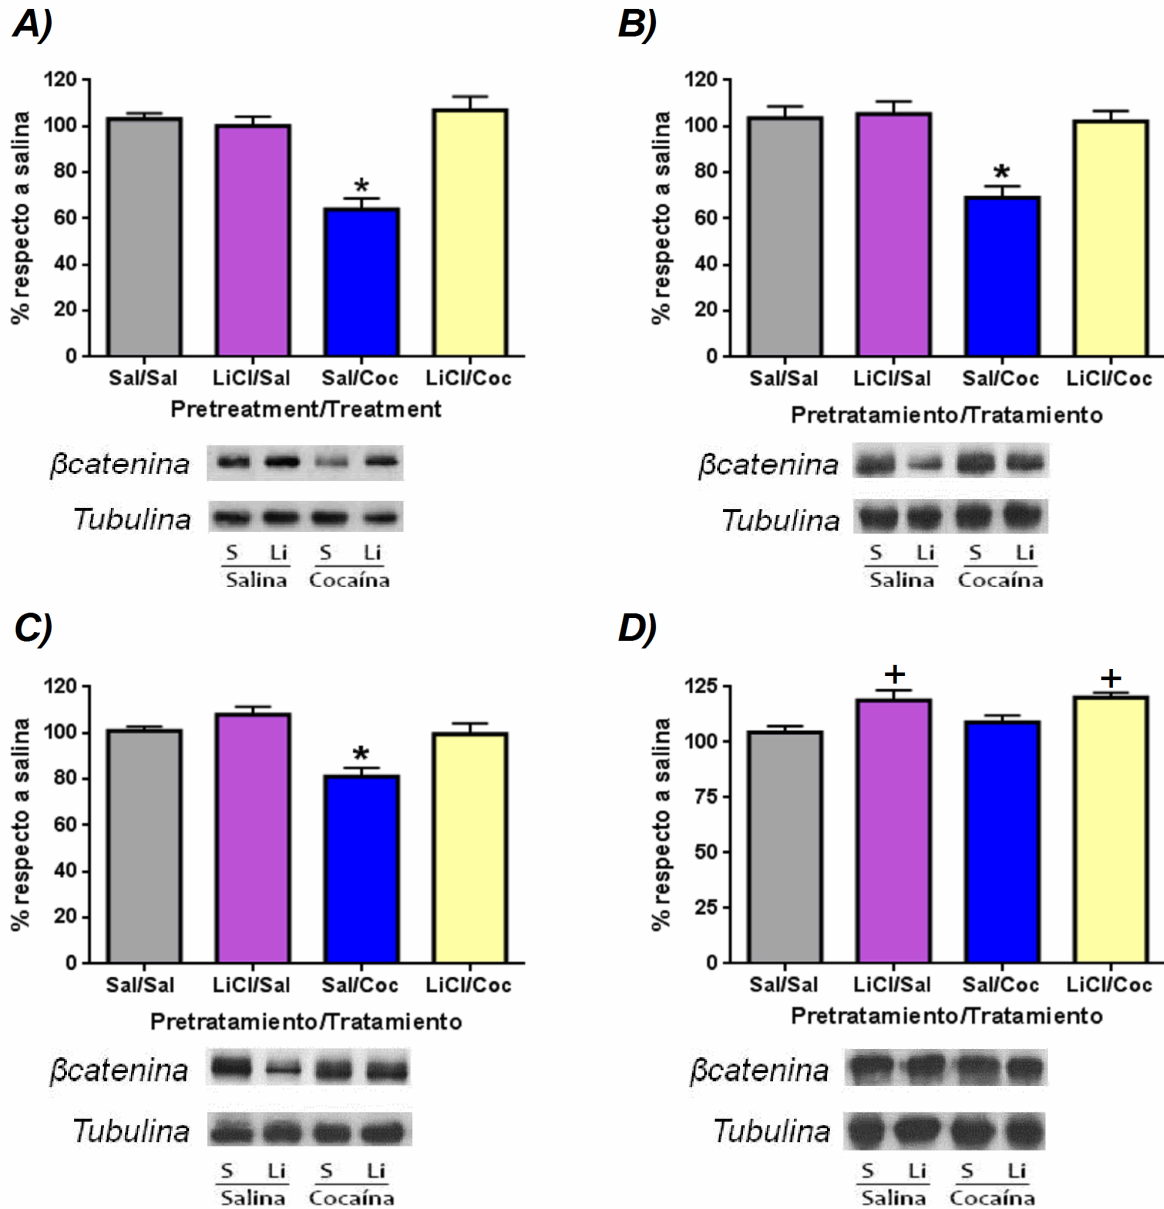 A)
% respecto a salina
120
100
80
60
40
20
0
*
Sal/Sal LiCl/Sal Sal/Coc LiCl/Coc
Pretreatment/Treatment
βcatenina
Tubulina
S Li S Li
Salina Cocaína
B)
% respecto a salina
120
100
80
60
40
20
0
*
Sal/Sal LiCl/Sal Sal/Coc LiCl/Coc
Pretratamiento/Tratamiento
βcatenina
Tubulina
S Li S Li
Salina Cocaína
C)
% respecto a salina
120
100
80
60
40
20
0
*
Sal/Sal LiCl/Sal Sal/Coc LiCl/Coc
Pretratamiento/Tratamiento
βcatenina
Tubulina
S Li S Li
Salina Cocaína
D)
% respecto a salina
125
100
75
50
25
0
+ +
Sal/Sal LiCl/Sal Sal/Coc LiCl/Coc
Pretratamiento/Tratamiento
βcatenina
Tubulina
S Li S Li
Salina Cocaína